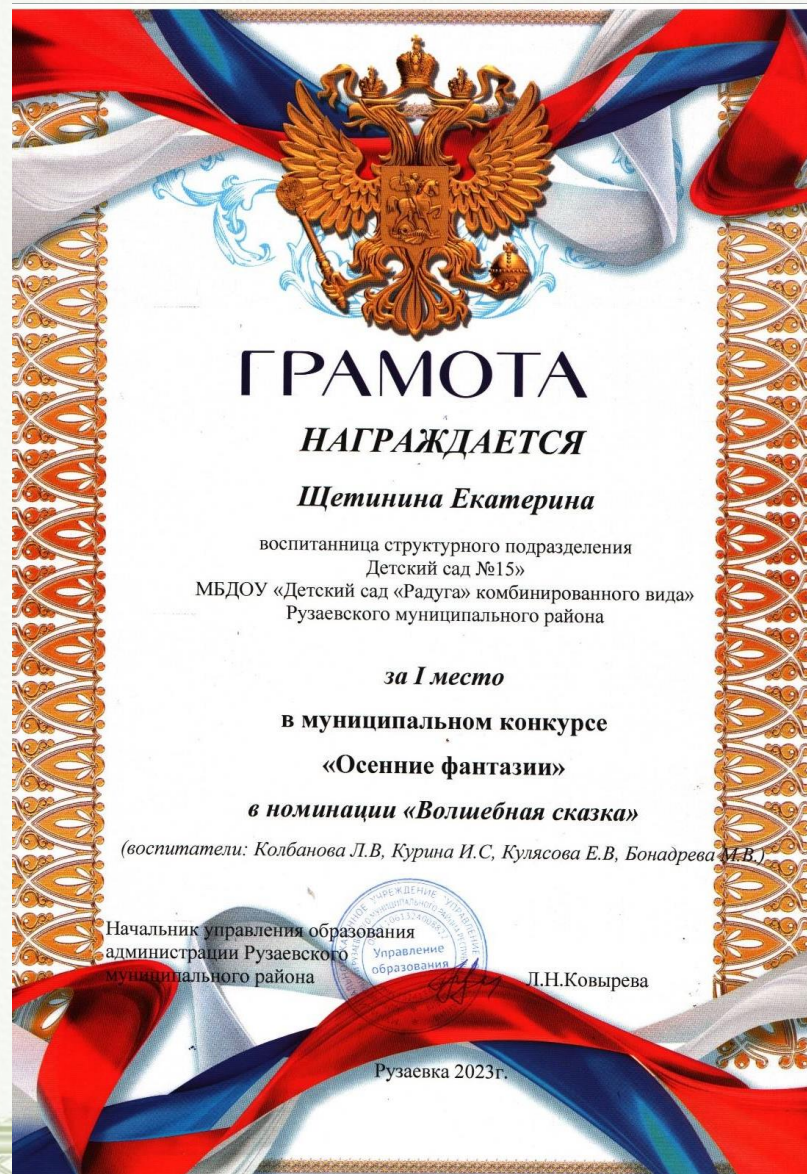 ГРАМОТА
НАГРАЖДАЕТСЯ
Щетинина Екатерина
воспитанница структурного подразделения
Детский сад №15»
МБДОУ «Детский сад «Радуга» комбинированного вида»
Рузаевского муниципального района
за I место
в муниципальном конкурсе
«Осенние фантазии»
в номинации «Волшебная сказка»
(воспитатели: Колбанова Л.В, Курина И.С, Кулясова Е.В, Бонадрева М.В.)
Начальник управления образования
администрации Рузаевского
муниципального района
Л.Н.Ковырева
Управление
образования
Рузаевка 2023г.